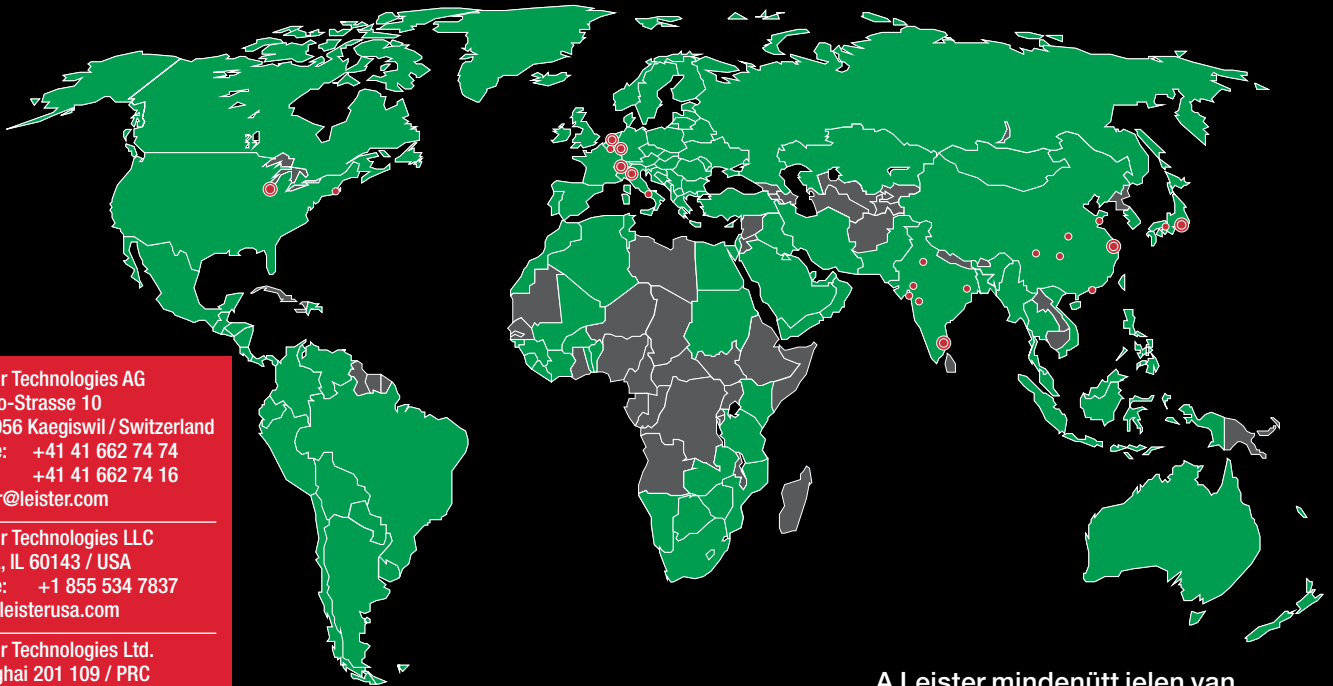 r Technologies AG
o-Strasse 10
056 Kaegiswil / Switzerland
e: +41 41 662 74 74
+41 41 662 74 16
r@leister.com
r Technologies LLC
, IL 60143 / USA
e: +1 855 534 7837
leisterusa.com
r Technologies Ltd.
ghai 201 109 / PRC
A Leister mindenütt jelen van